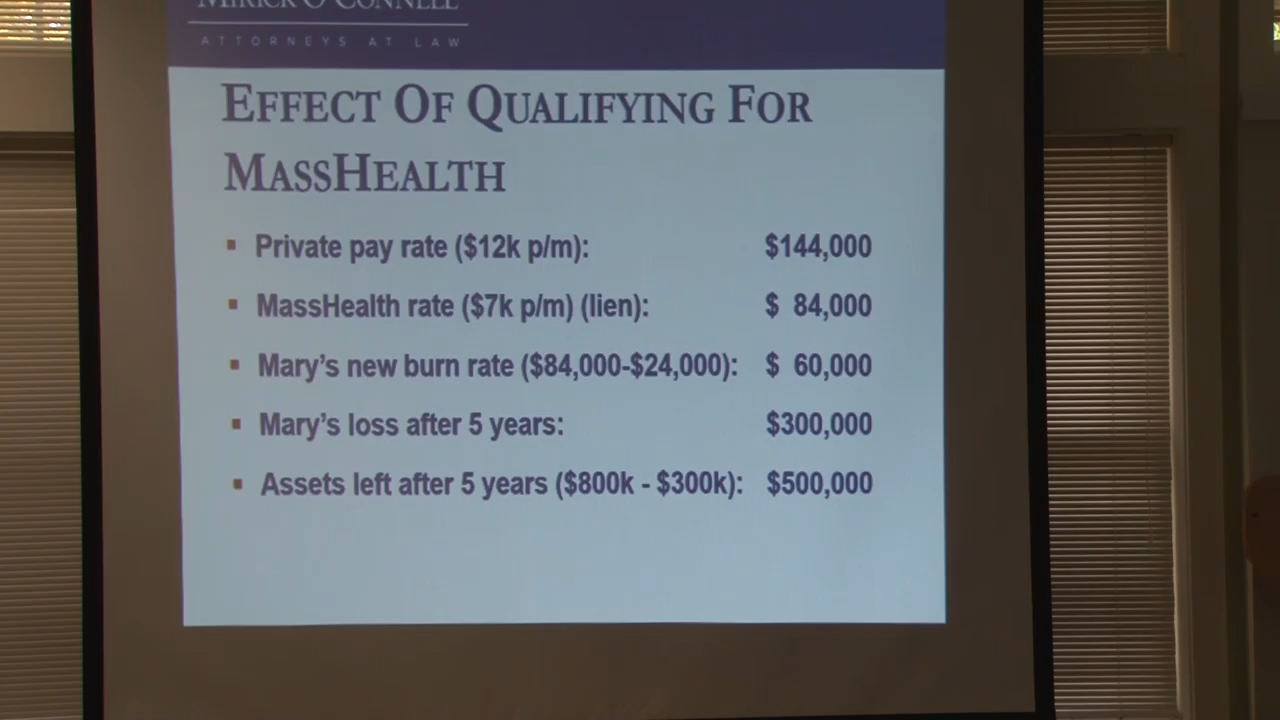 MIRICK O'CONNELL
ATTORNEYS AT LAW
EFFECT OF QUALIFYING FOR
MASSHEALTH
▪ Private pay rate ($12k p/m): $144,000
▪ MassHealth rate ($7k p/m) (lien): $ 84,000
▪ Mary's new burn rate ($84,000-$24,000): $ 60,000
▪ Mary's loss after 5 years: $300,000
▪ Assets left after 5 years ($800k - $300k): $500,000